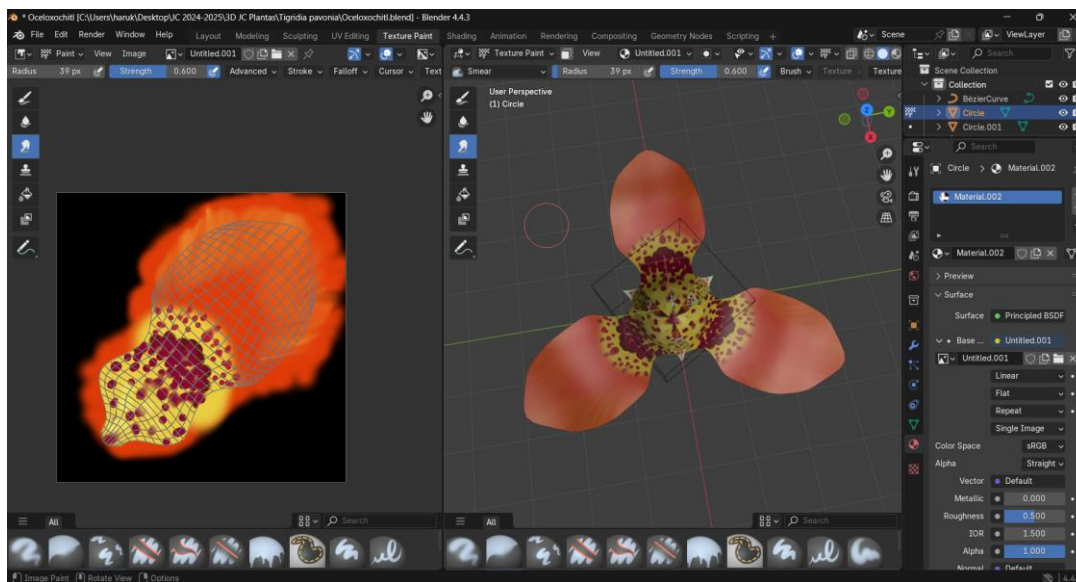 * Oceloxochitl [C:\Users\haruk\Desktop\JC 2024-2025\3D JC Plantas\Tigridia pavonia\Oceloxochitl.blend] - Blender 4.4.3
File Edit Render Window Help Layout Modeling Sculpting UV Editing Texture Paint Shading Animation Rendering Compositing Geometry Nodes Scripting + Scene ViewLayer
Paint View Image Untitled.001 Texture Paint View Untitled.001 Search
Radius 39 px Strength 0.600 Advanced Stroke Falloff Cursor Text Smear Radius 39 px Strength 0.600 Brush Texture Texture
Scene Collection
Collection
BézierCurve
Circle
Circle.001
User Perspective
(1) Circle
Search
Circle > Material.002
Material.002
Material.002
Preview
Surface
Surface Principled BSDF
Base ... Untitled.001
Untitled.001
Linear
Flat
Repeat
Single Image
Color Space sRGB
Alpha Straight
Vector Default
Metallic 0.000
Roughness 0.500
IOR 1.500
Alpha 1.000
Normal Default
All Search All Search
Image Paint Rotate View Options 4.4
X Y Z